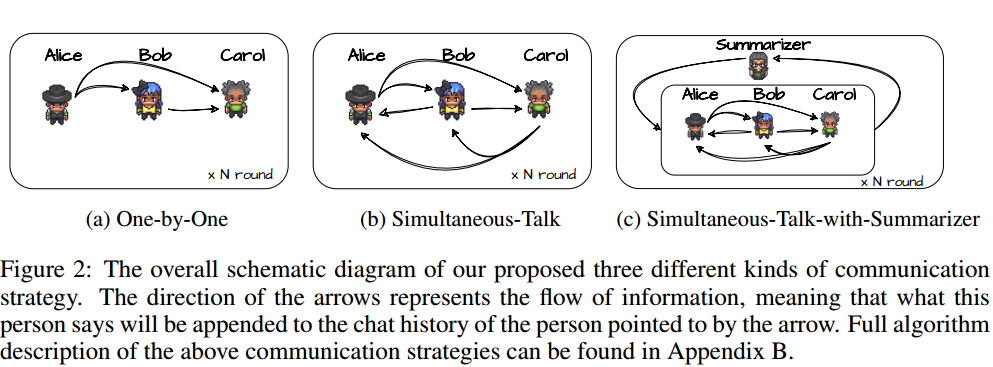 Alice Bob Carol
x N round
(a) One-by-One
Alice Bob Carol
x N round
(b) Simultaneous-Talk
Summarizer
Alice Bob Carol
x N round
(c) Simultaneous-Talk-with-Summarizer
Figure 2: The overall schematic diagram of our proposed three different kinds of communication
strategy. The direction of the arrows represents the flow of information, meaning that what this
person says will be appended to the chat history of the person pointed to by the arrow. Full algorithm
description of the above communication strategies can be found in Appendix B.